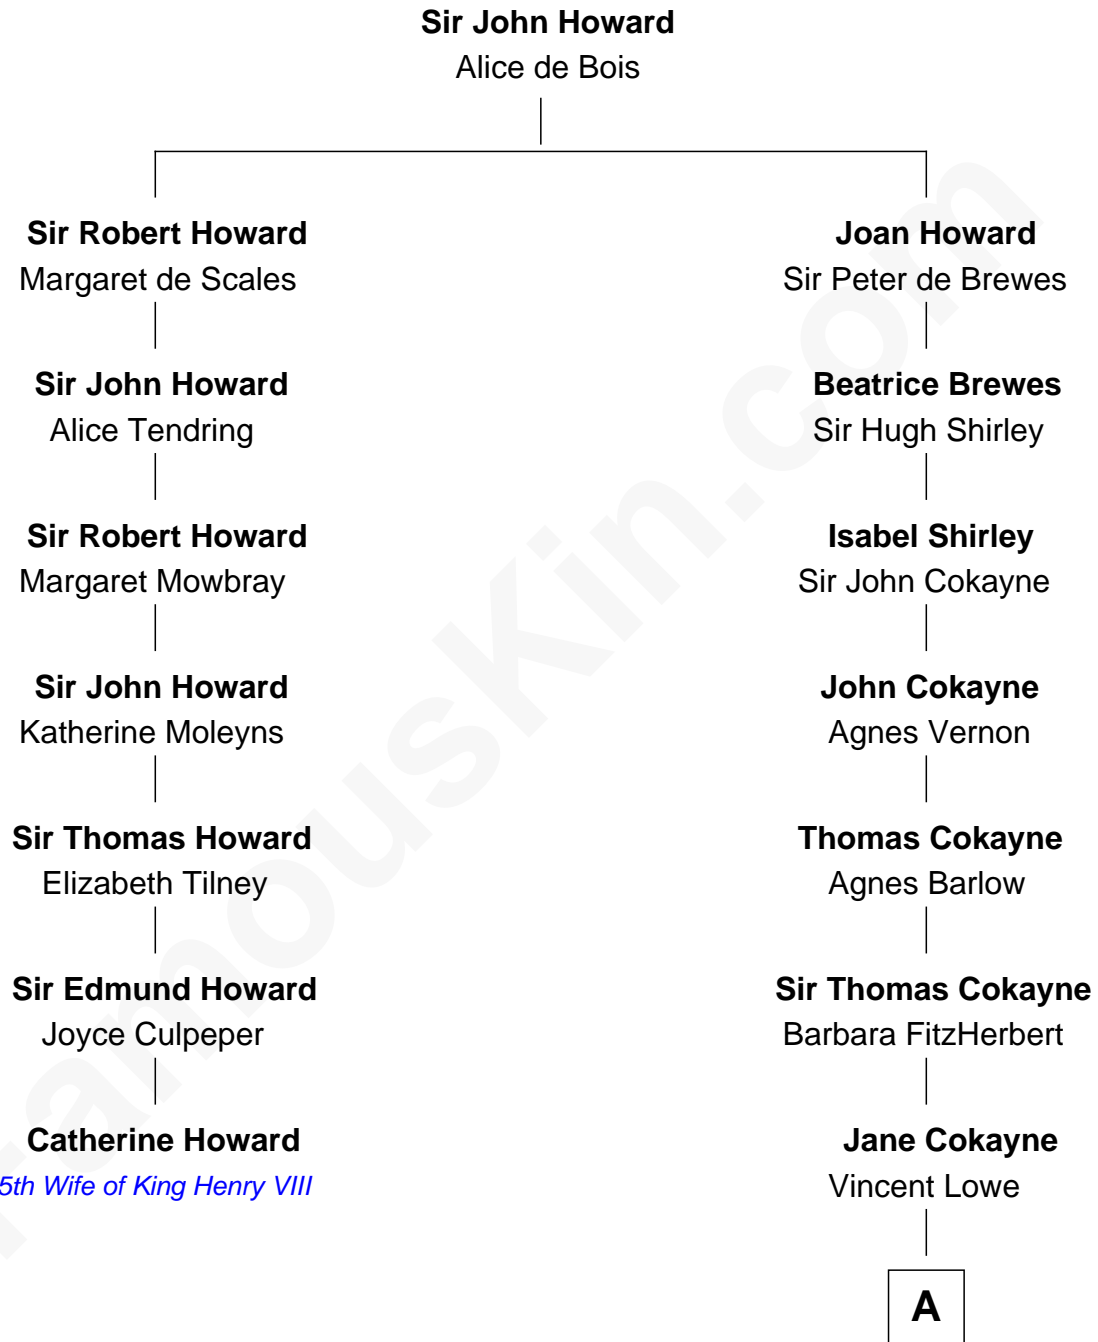 Sir John Howard
Alice de Bois
Sir Robert Howard
Margaret de Scales
Joan Howard
Sir Peter de Brewes
Sir John Howard
Alice Tendring
Beatrice Brewes
Sir Hugh Shirley
Sir Robert Howard
Margaret Mowbray
Isabel Shirley
Sir John Cokayne
Sir John Howard
Katherine Moleyns
John Cokayne
Agnes Vernon
Sir Thomas Howard
Elizabeth Tilney
Thomas Cokayne
Agnes Barlow
Sir Edmund Howard
Joyce Culpeper
Sir Thomas Cokayne
Barbara FitzHerbert
Catherine Howard
5th Wife of King Henry VIII
Jane Cokayne
Vincent Lowe
A
FamousKin.com